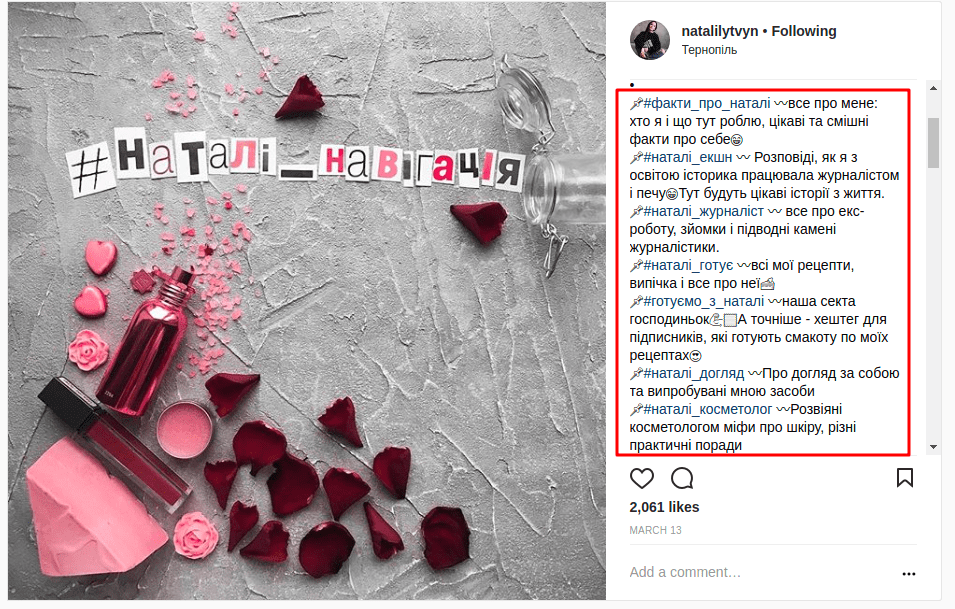 #наталі_навігація
natalilytvyn • Following
Тернопіль
📌#факти_про_наталі 〰все про мене:
хто я і що тут роблю, цікаві та смішні
факти про себе😁
📌#наталі_екшн 〰 Розповіді, як я з
освітою історика працювала журналістом
і печу😁Тут будуть цікаві історії з життя.
📌#наталі_журналіст 〰 все про екс-
роботу, зйомки і підводні камені
журналістики.
📌#наталі_готує 〰всі мої рецепти,
випічка і все про неї🍰
📌#готуємо_з_наталі 〰наша секта
господиньок💪🏻А точніше - хештег для
підписників, які готують смакоту по моїх
рецептах😍
📌#наталі_догляд 〰Про догляд за собою
та випробувані мною засоби
📌#наталі_косметолог 〰Розвіяні
косметологом міфи про шкіру, різні
практичні поради
2,061 likes
MARCH 13
Add a comment…